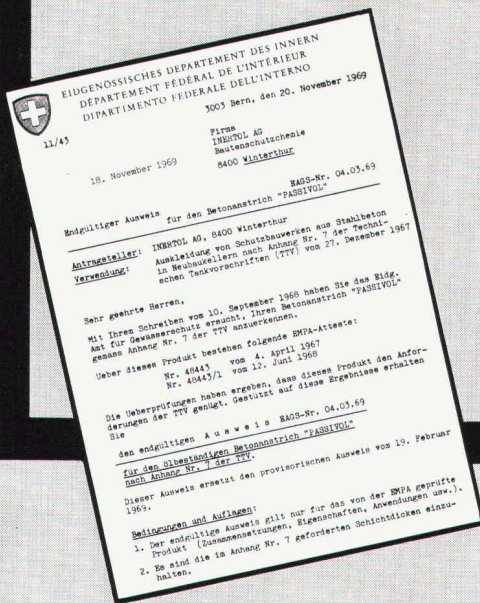 EIDGENÖSSISCHES DEPARTEMENT DES INNERN
DÉPARTEMENT FÉDÉRAL DE L'INTÉRIEUR
DIPARTIMENTO FEDERALE DELL'INTERNO
11/43
3003 Bern, den 20. November 1969
Firma
INERTOL AG
Bautenschutzchemie
8400 Winterthur
18. November 1969
EAGS-Nr. 04.03.69
Endgültiger Ausweis für den Betonanstrich "PASSIVOL"
Antragsteller: INERTOL AG, 8400 Winterthur
Verwendung: Auskleidung von Schutzbauwerken aus Stahlbeton
in Neubaukellern nach Anhang Nr. 7 der Techni-
schen Tankvorschriften (TTV) vom 27. Dezember 1967
Sehr geehrte Herren,
Mit Ihrem Schreiben vom 10. September 1968 haben Sie das Eidg.
Amt für Gewässerschutz ersucht, Ihren Betonanstrich "PASSIVOL"
gemäss Anhang Nr. 7 der TTV anzuerkennen.
Ueber dieses Produkt bestehen folgende EMPA-Atteste:
Nr. 48443 vom 4. April 1967
Nr. 48443/1 vom 12. Juni 1968
Die Ueberprüfungen haben ergeben, dass dieses Produkt den Anfor-
derungen der TTV genügt. Gestützt auf diese Ergebnisse erhalten
Sie
den endgültigen A u s w e i s EAGS-Nr. 04.03.69
für den ölbeständigen Betonanstrich "PASSIVOL"
nach Anhang Nr. 7 der TTV.
Dieser Ausweis ersetzt den provisorischen Ausweis vom 19. Februar
1969.
Bedingungen und Auflagen:
1. Der endgültige Ausweis gilt nur für das von der EMPA geprüfte
Produkt (Zusammensetzungen, Eigenschaften, Anwendungen usw.).
2. Es sind die im Anhang Nr. 7 geforderten Schichtdicken einzu-
halten.